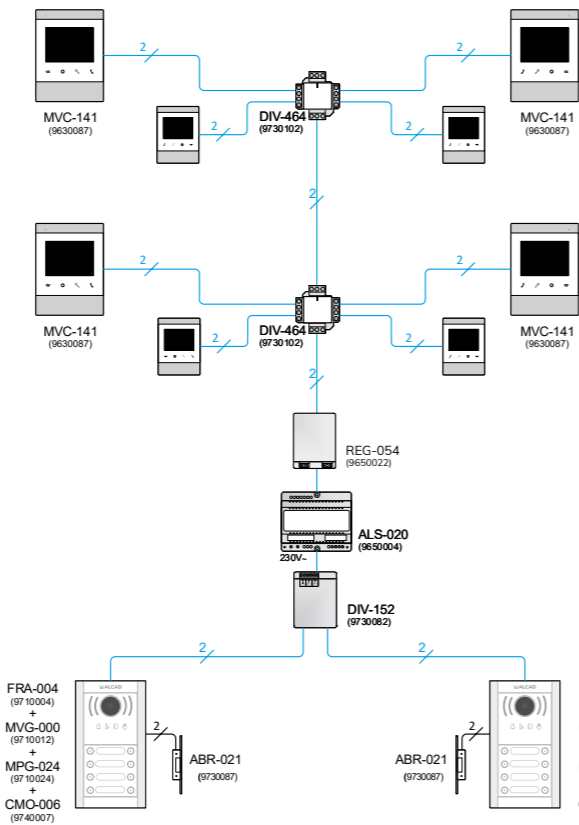 2
2
MVC-141
(9630087)
DIV-464
(9730102)
MVC-141
(9630087)
2
2
2
2
2
MVC-141
(9630087)
DIV-464
(9730102)
MVC-141
(9630087)
2
2
2
REG-054
(9650022)
ALS-020
(9650004)
230V~
DIV-152
(9730082)
2
2
FRA-004
(9710004)
+
MVG-000
(9710012)
+
MPG-024
(9710024)
+
CMO-006
(9740007)
ALCAD
2
ABR-021
(9730087)
ALCAD
2
ABR-021
(9730087)